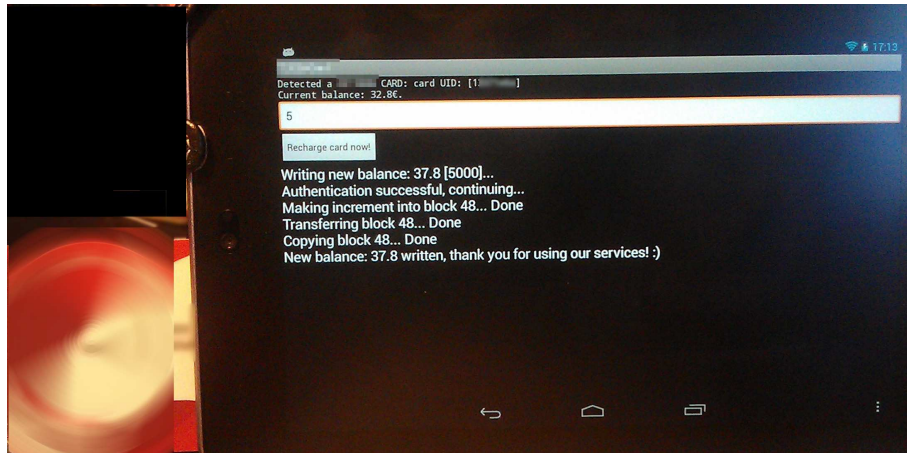 17:13
Detected a CARD: card UID: [1 ]
Current balance: 32.8€.
5
Recharge card now!
Writing new balance: 37.8 [5000]...
Authentication successful, continuing...
Making increment into block 48... Done
Transferring block 48... Done
Copying block 48... Done
New balance: 37.8 written, thank you for using our services! :)